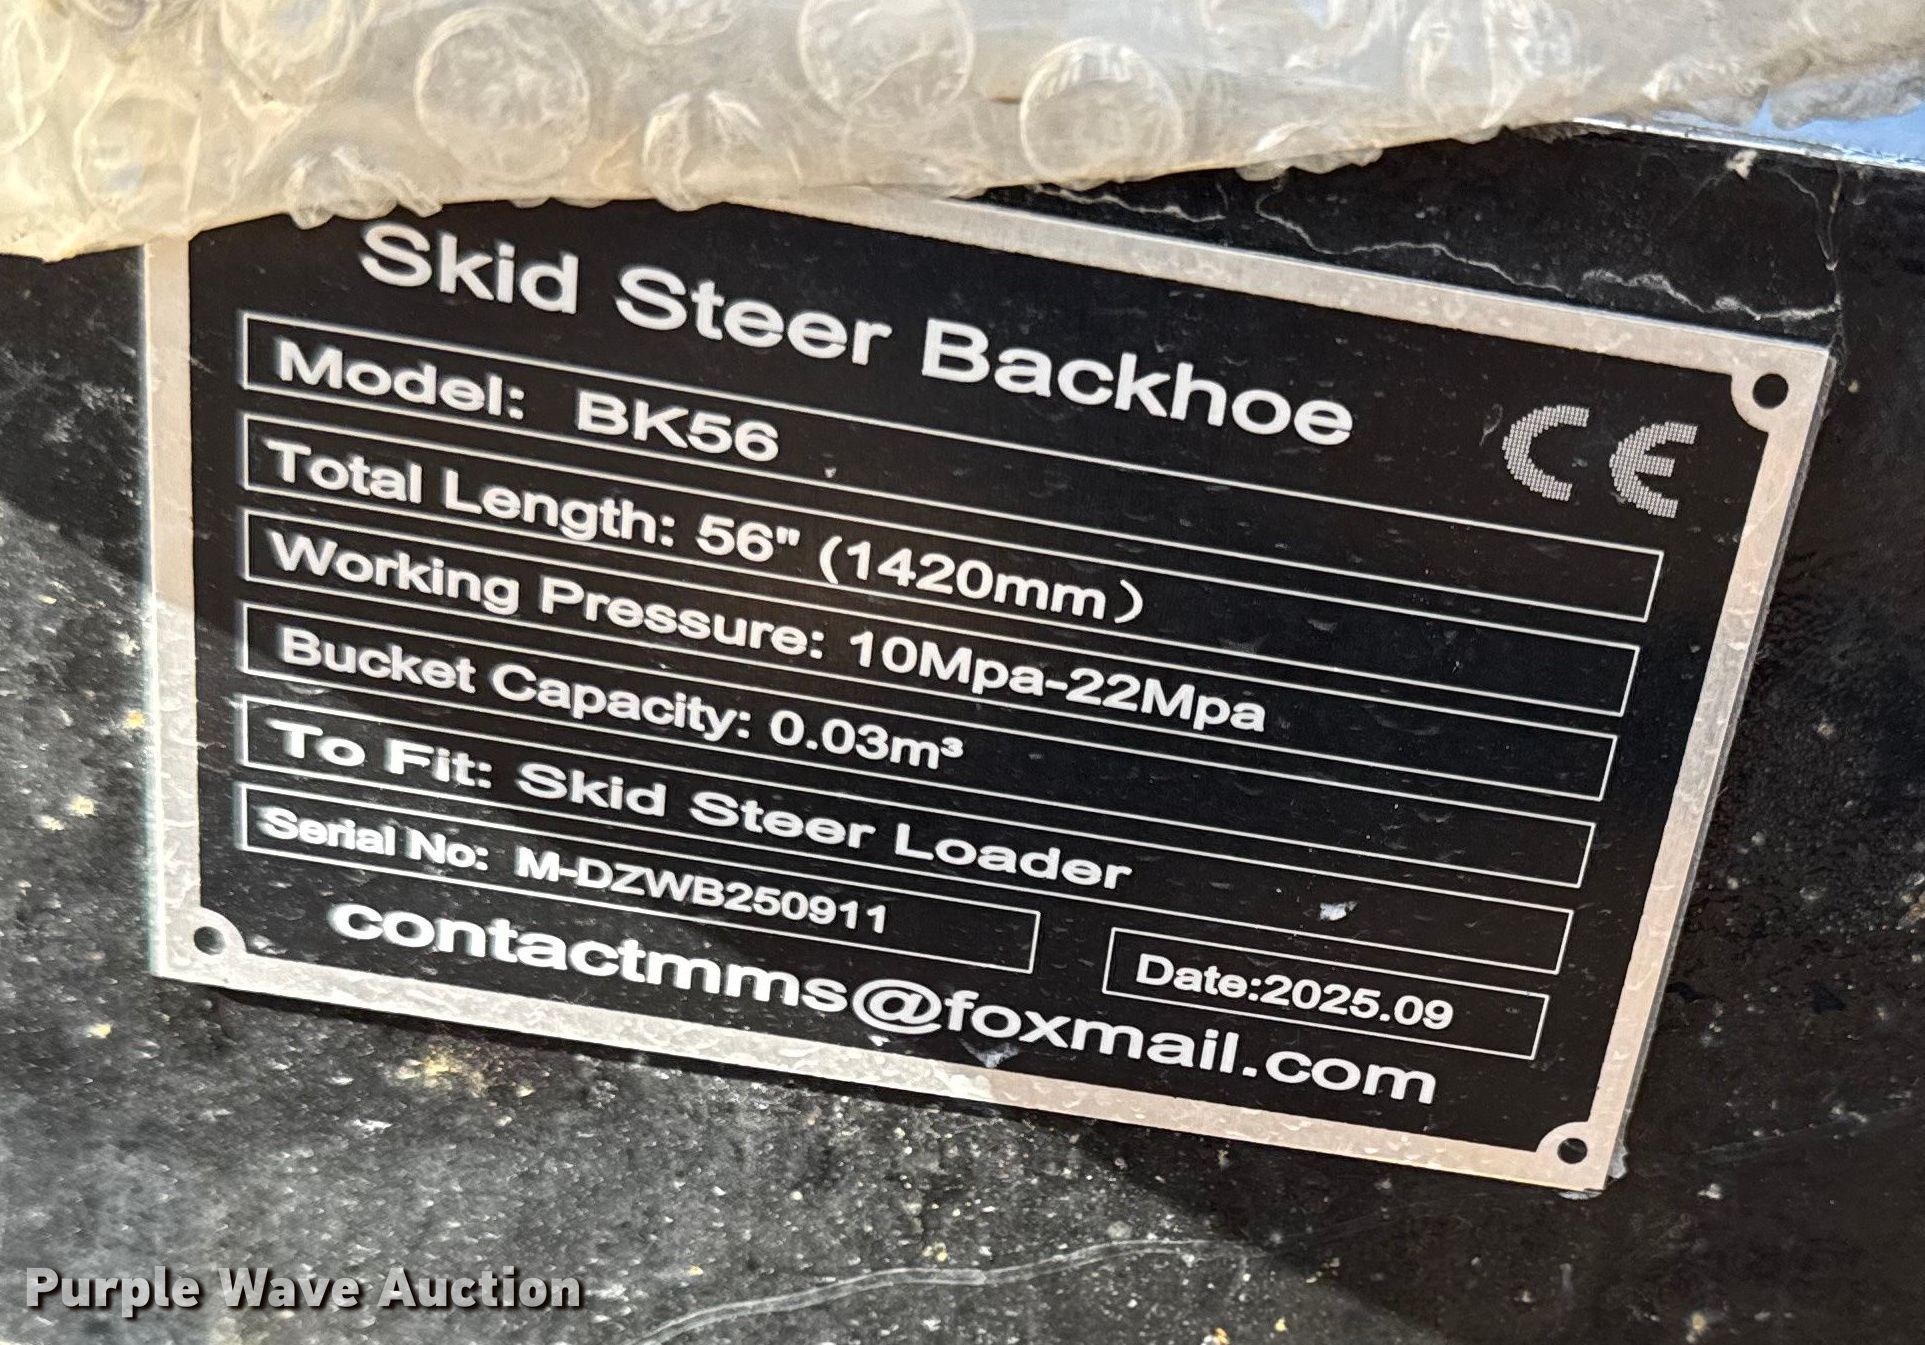 Skid Steer Backhoe
CE
Model: BK56
Total Length: 56" (1420mm）
Working Pressure: 10Mpa-22Mpa
Bucket Capacity: 0.03m³
To Fit: Skid Steer Loader
Serial No: M-DZWB250911
Date:2025.09
contactmms@foxmail.com
Purple Wave Auction